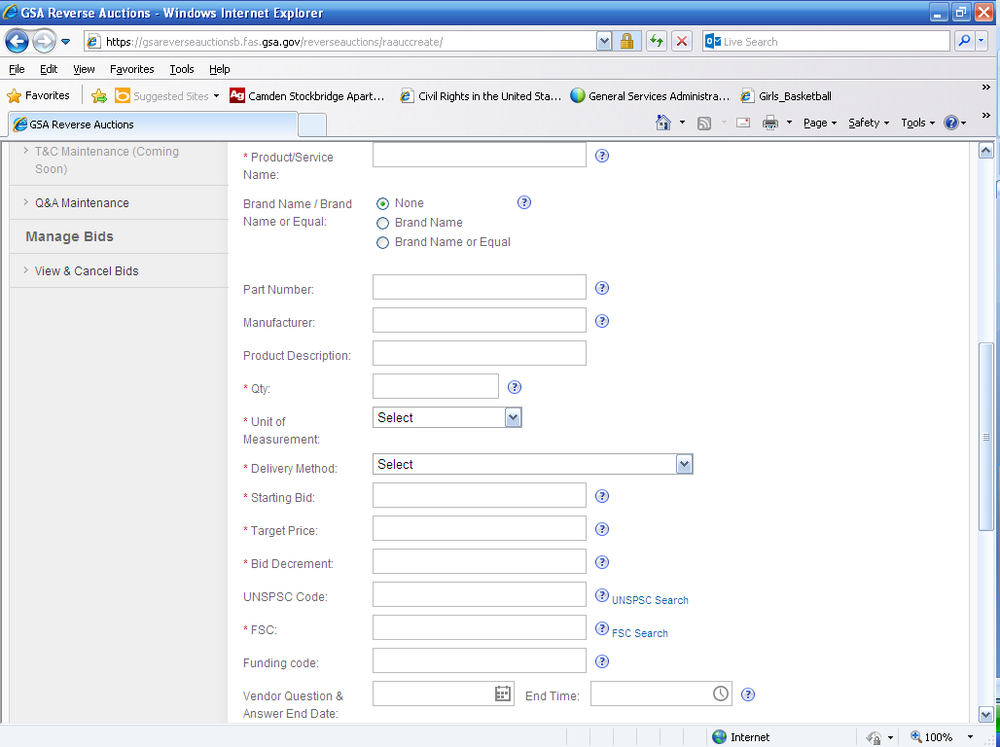 GSA Reverse Auctions - Windows Internet Explorer
https://gsareverseauctionsb.fas.gsa.gov/reverseauctions/raauccreate/
Live Search
File Edit View Favorites Tools Help
Favorites Suggested Sites Camden Stockbridge Apart... Civil Rights in the United Sta... General Services Administra... Girls_Basketball
GSA Reverse Auctions
Page Safety Tools
T&C Maintenance (Coming
Soon)
Q&A Maintenance
Manage Bids
View & Cancel Bids
* Product/Service
Name:
Brand Name / Brand
Name or Equal:
None
Brand Name
Brand Name or Equal
Part Number:
Manufacturer:
Product Description:
* Qty:
* Unit of
Measurement:
Select
* Delivery Method:
Select
* Starting Bid:
* Target Price:
* Bid Decrement:
UNSPSC Code:
UNSPSC Search
* FSC:
FSC Search
Funding code:
Vendor Question &
Answer End Date:
End Time:
Internet
100%